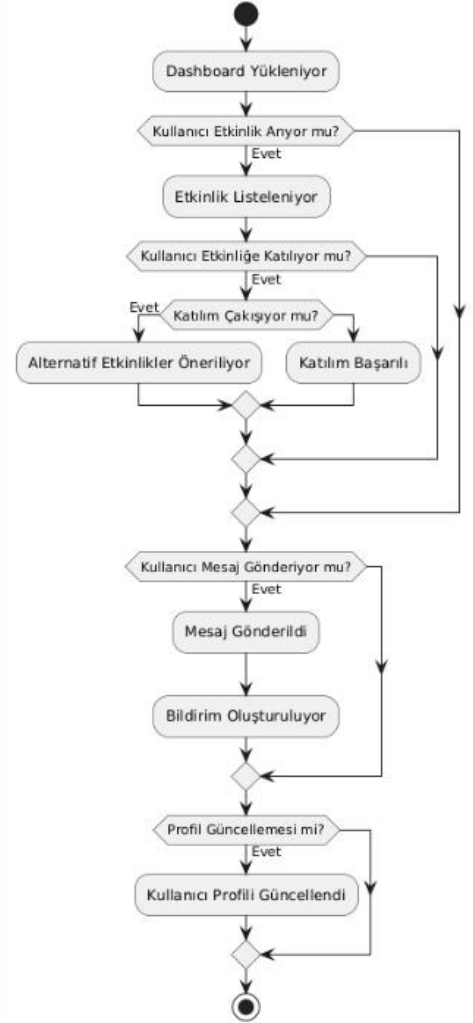 Dashboard Yükleniyor
Kullanıcı Etkinlik Arıyor mu?
Evet
Etkinlik Listeleniyor
Kullanıcı Etkinliğe Katılıyor mu?
Evet
Evet
Katılım Çakışıyor mu?
Alternatif Etkinlikler Öneriliyor
Katılım Başarılı
Kullanıcı Mesaj Gönderiyor mu?
Evet
Mesaj Gönderildi
Bildirim Oluşturuluyor
Profil Güncellemesi mi?
Evet
Kullanıcı Profili Güncellendi